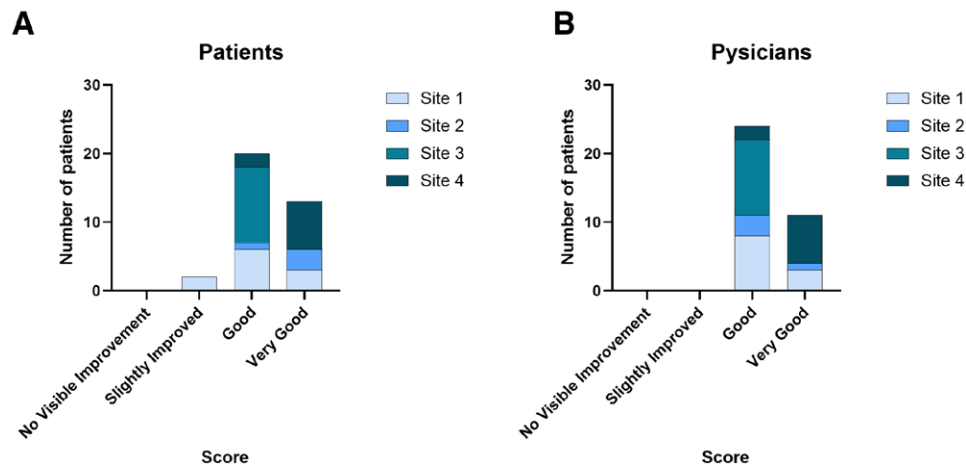 A
Patients
30
20
10
0
Number of patients
No Visible Improvement
Slightly Improved
Good
Very Good
Score
Site 1
Site 2
Site 3
Site 4
B
Pysicians
30
20
10
0
Number of patients
No Visible Improvement
Slightly Improved
Good
Very Good
Score
Site 1
Site 2
Site 3
Site 4